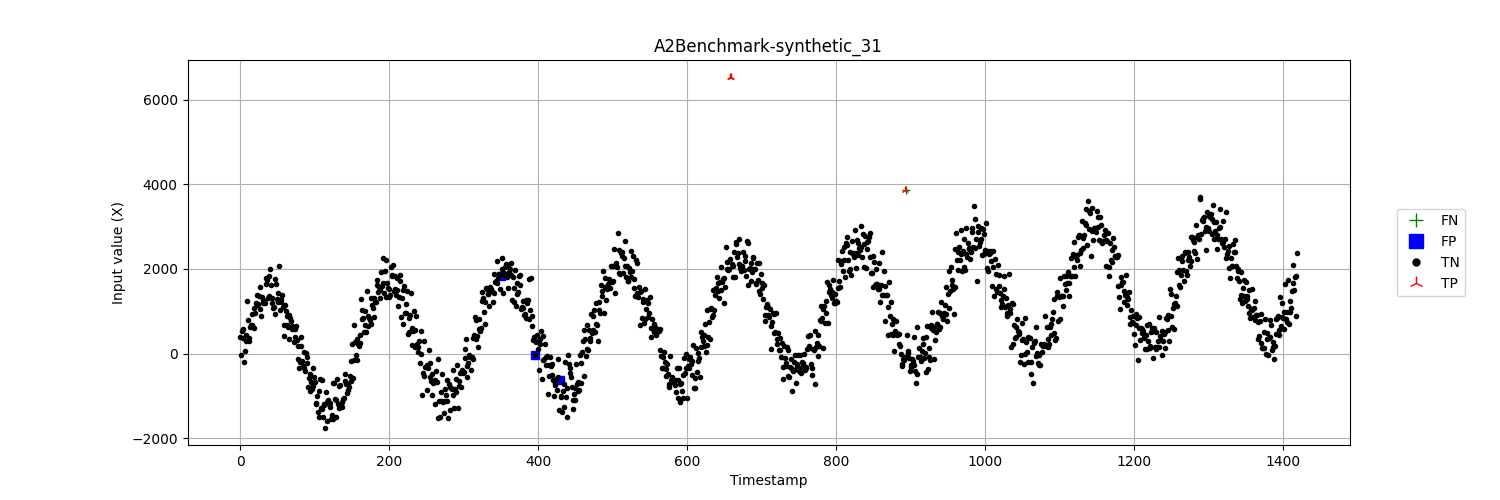 A2Benchmark-synthetic_31
Input value (X)
6000
4000
2000
0
−2000
0 200 400 600 800 1000 1200 1400
Timestamp
FN
FP
TN
TP